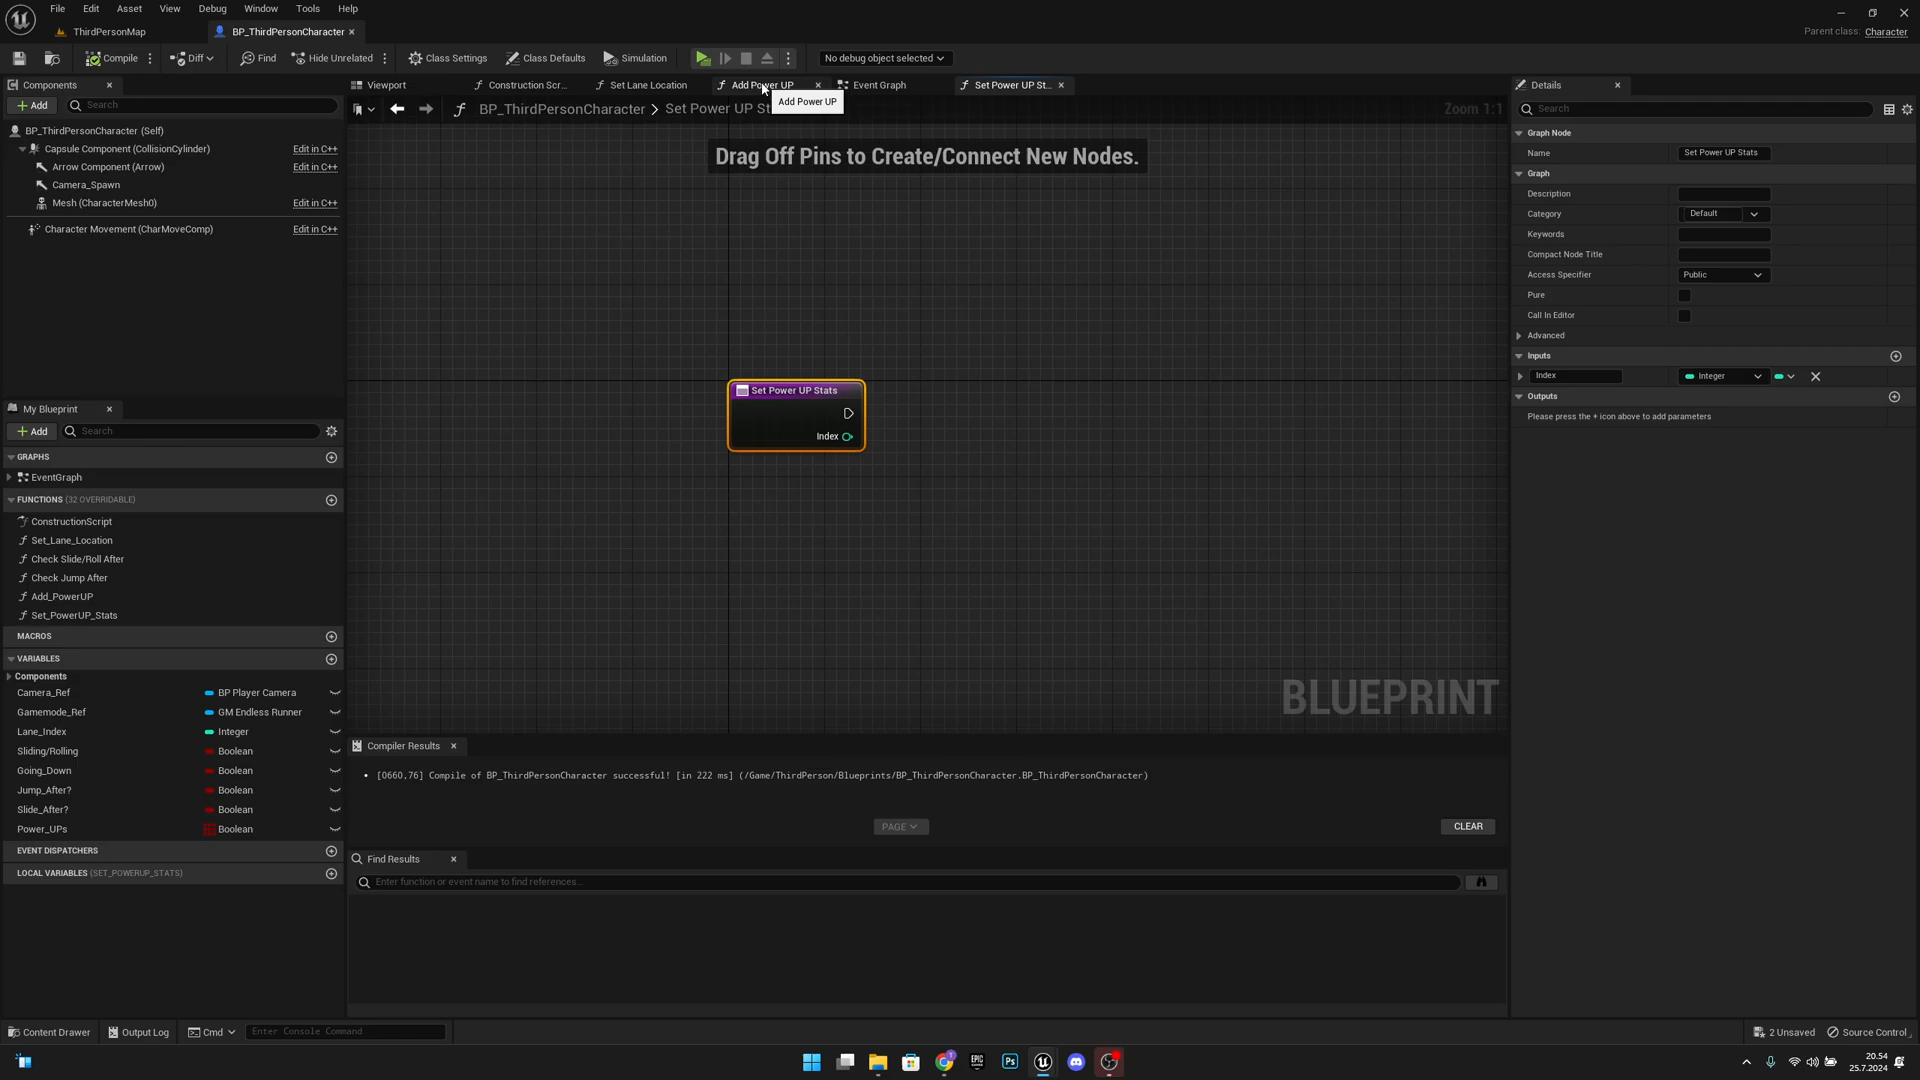 File Edit Asset View Debug Window Tools Help
ThirdPersonMap BP_ThirdPersonCharacter Parent class: Character
Compile Diff Find Hide Unrelated Class Settings Class Defaults Simulation No debug object selected
Components Viewport Construction Scr... Set Lane Location Add Power UP Event Graph Set Power UP St... Details
Add Search BP_ThirdPersonCharacter > Set Power UP St Add Power UP Zoom 1:1 Search
BP_ThirdPersonCharacter (Self)
Capsule Component (CollisionCylinder) Edit in C++
Arrow Component (Arrow) Edit in C++
Camera_Spawn
Mesh (CharacterMesh0) Edit in C++
Character Movement (CharMoveComp) Edit in C++
Drag Off Pins to Create/Connect New Nodes.
Set Power UP Stats
Index
BLUEPRINT
Graph Node
Name Set Power UP Stats
Graph
Description
Category Default
Keywords
Compact Node Title
Access Specifier Public
Pure
Call In Editor
Advanced
Inputs
Index Integer
Outputs
Please press the + icon above to add parameters
My Blueprint
Add Search
GRAPHS
EventGraph
FUNCTIONS (32 OVERRIDABLE)
ConstructionScript
Set_Lane_Location
Check Slide/Roll After
Check Jump After
Add_PowerUP
Set_PowerUP_Stats
MACROS
VARIABLES
Components
Camera_Ref BP Player Camera
Gamemode_Ref GM Endless Runner
Lane_Index Integer
Sliding/Rolling Boolean
Going_Down Boolean
Jump_After? Boolean
Slide_After? Boolean
Power_UPs Boolean
EVENT DISPATCHERS
LOCAL VARIABLES (SET_POWERUP_STATS)
Compiler Results
[0660,76] Compile of BP_ThirdPersonCharacter successful! [in 222 ms] (/Game/ThirdPerson/Blueprints/BP_ThirdPersonCharacter.BP_ThirdPersonCharacter)
PAGE CLEAR
Find Results
Enter function or event name to find references...
Content Drawer Output Log Cmd Enter Console Command 2 Unsaved Source Control
EPIC Ps
20.54
25.7.2024